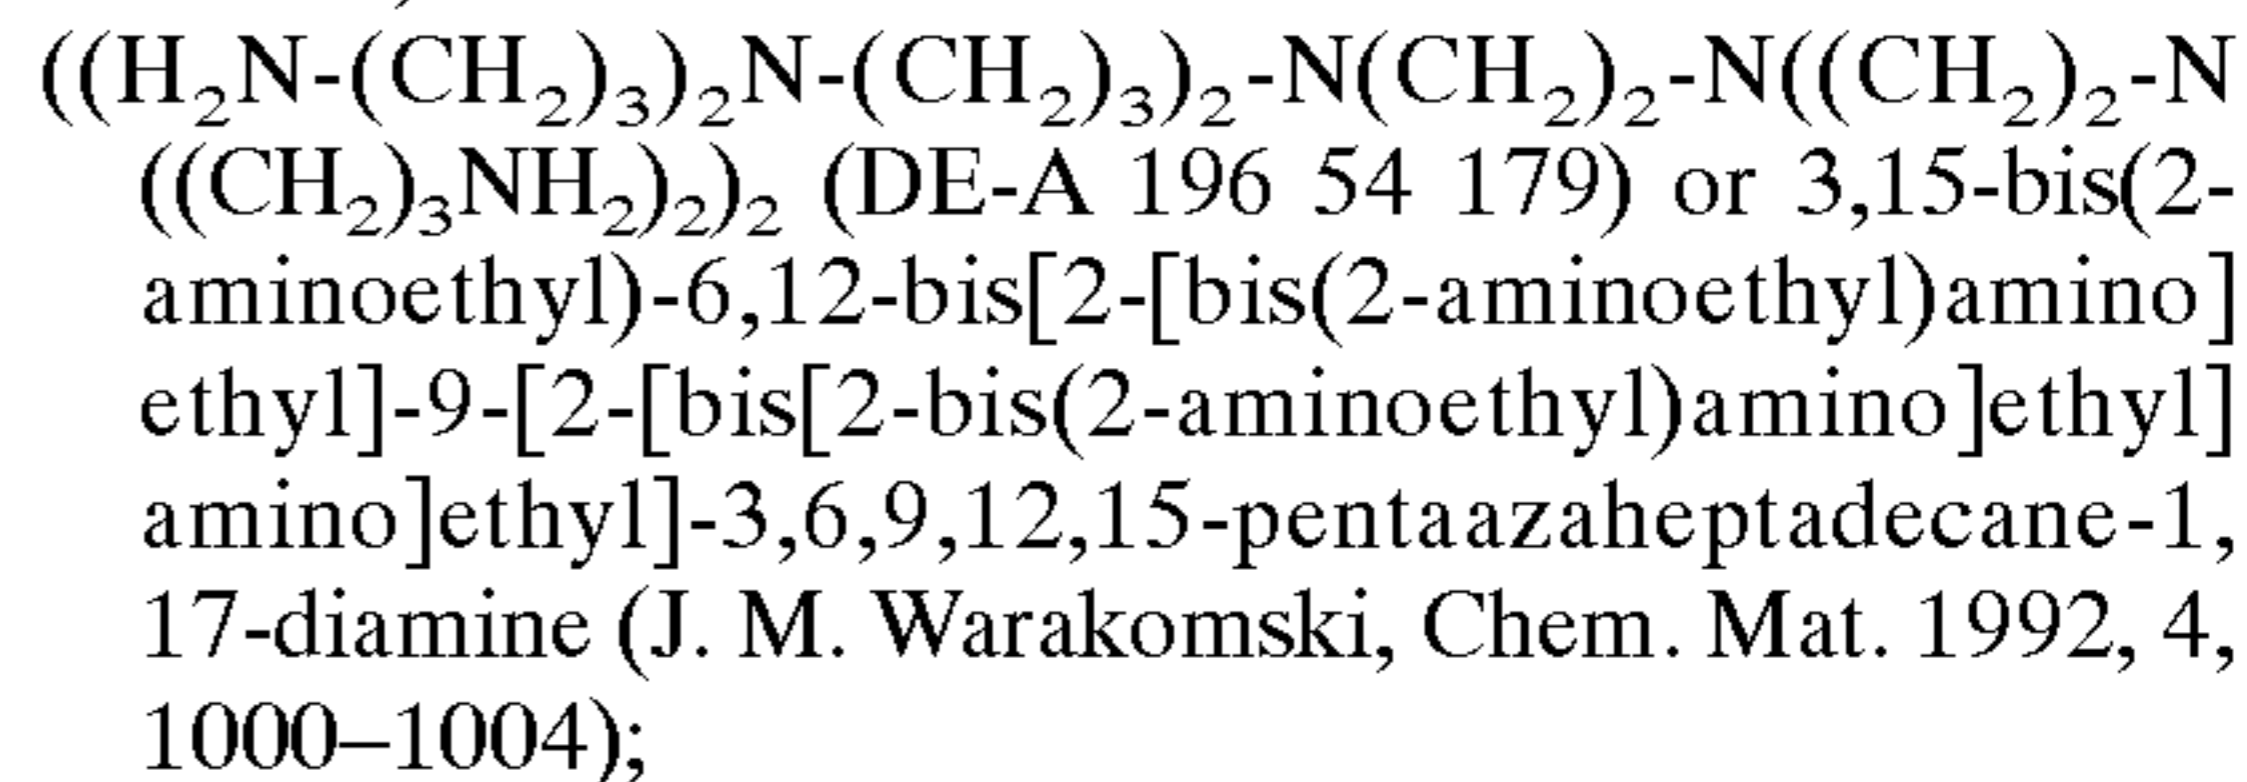 ((H₂N-(CH₂)₃)₂N-(CH₂)₃)₂-N(CH₂)₂-N((CH₂)₂-N
((CH₂)₃NH₂)₂)₂ (DE-A 196 54 179) or 3,15-bis(2-
aminoethyl)-6,12-bis[2-[bis(2-aminoethyl)amino]
ethyl]-9-[2-[bis[2-bis(2-aminoethyl)amino]ethyl]
amino]ethyl]-3,6,9,12,15-pentaazaheptadecane-1,
17-diamine (J. M. Warakomski, Chem. Mat. 1992, 4,
1000–1004);